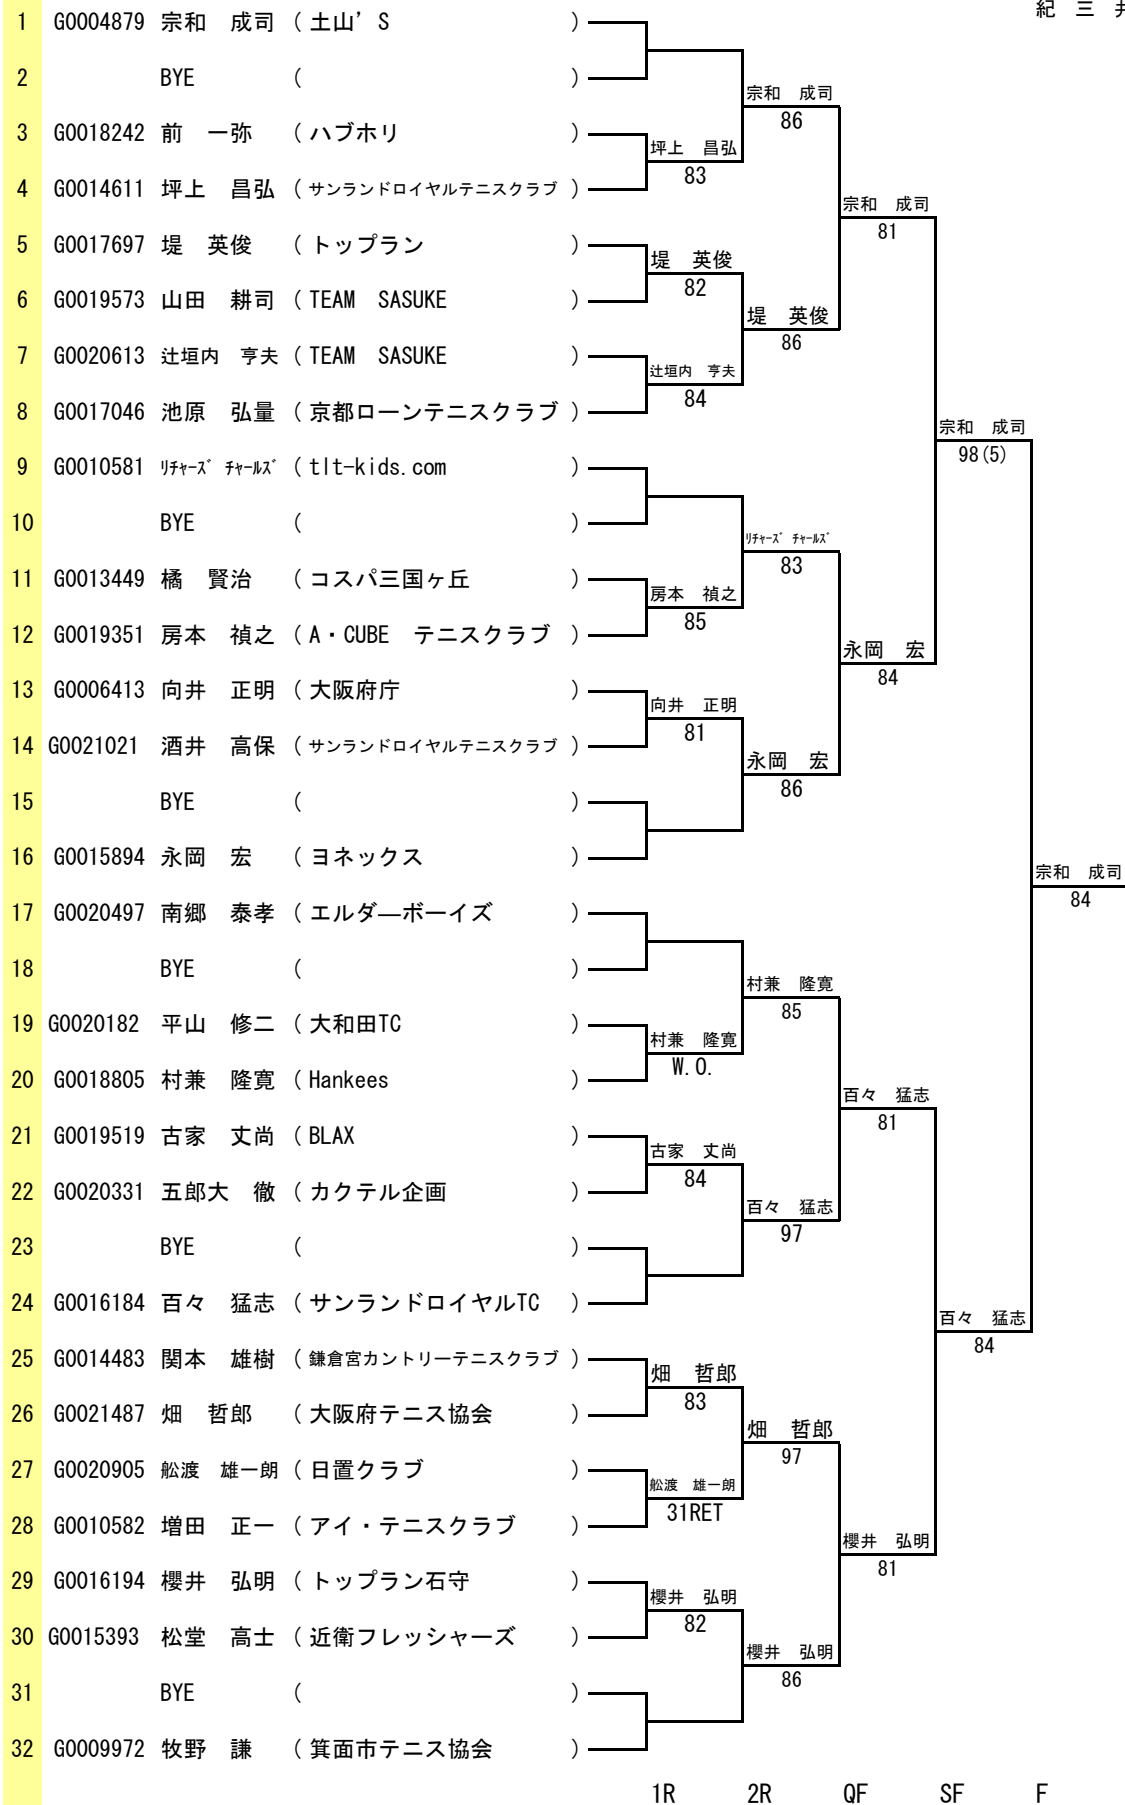 紀 三 井
1 G0004879 宗和 成司 ( 土山’S )
2 BYE ( )
宗和 成司
86
3 G0018242 前 一弥 ( ハブホリ )
坪上 昌弘
83
4 G0014611 坪上 昌弘 ( サンランドロイヤルテニスクラブ )
宗和 成司
81
5 G0017697 堤 英俊 ( トップラン )
堤 英俊
82
6 G0019573 山田 耕司 ( TEAM SASUKE )
堤 英俊
86
7 G0020613 辻垣内 亨夫 ( TEAM SASUKE )
辻垣内 亨夫
84
8 G0017046 池原 弘量 ( 京都ローンテニスクラブ )
宗和 成司
98(5)
9 G0010581 ﾘﾁｬｰｽﾞ ﾁｬｰﾙｽﾞ ( tlt-kids.com )
10 BYE ( )
ﾘﾁｬｰｽﾞ ﾁｬｰﾙｽﾞ
83
11 G0013449 橘 賢治 ( コスパ三国ヶ丘 )
房本 禎之
85
12 G0019351 房本 禎之 ( A・CUBE テニスクラブ )
永岡 宏
84
13 G0006413 向井 正明 ( 大阪府庁 )
向井 正明
81
14 G0021021 酒井 高保 ( サンランドロイヤルテニスクラブ )
永岡 宏
86
15 BYE ( )
16 G0015894 永岡 宏 ( ヨネックス )
宗和 成司
84
17 G0020497 南郷 泰孝 ( エルダ―ボーイズ )
18 BYE ( )
村兼 隆寛
85
19 G0020182 平山 修二 ( 大和田TC )
村兼 隆寛
W.O.
20 G0018805 村兼 隆寛 ( Hankees )
百々 猛志
81
21 G0019519 古家 丈尚 ( BLAX )
古家 丈尚
84
22 G0020331 五郎大 徹 ( カクテル企画 )
百々 猛志
97
23 BYE ( )
24 G0016184 百々 猛志 ( サンランドロイヤルTC )
百々 猛志
84
25 G0014483 関本 雄樹 ( 鎌倉宮カントリーテニスクラブ )
畑 哲郎
83
26 G0021487 畑 哲郎 ( 大阪府テニス協会 )
畑 哲郎
97
27 G0020905 舩渡 雄一朗 ( 日置クラブ )
舩渡 雄一朗
31RET
28 G0010582 増田 正一 ( アイ・テニスクラブ )
櫻井 弘明
81
29 G0016194 櫻井 弘明 ( トップラン石守 )
櫻井 弘明
82
30 G0015393 松堂 高士 ( 近衛フレッシャーズ )
櫻井 弘明
86
31 BYE ( )
32 G0009972 牧野 謙 ( 箕面市テニス協会 )
1R 2R QF SF F